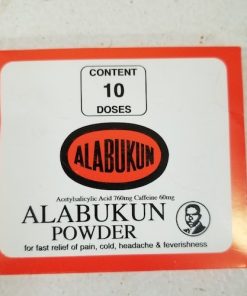 CONTENT
10
DOSES
ALABUKUN
Acetylsalicylic Acid 760mg Caffeine 60mg
ALABUKUN
POWDER
for fast relief of pain, cold, headache & feverishness